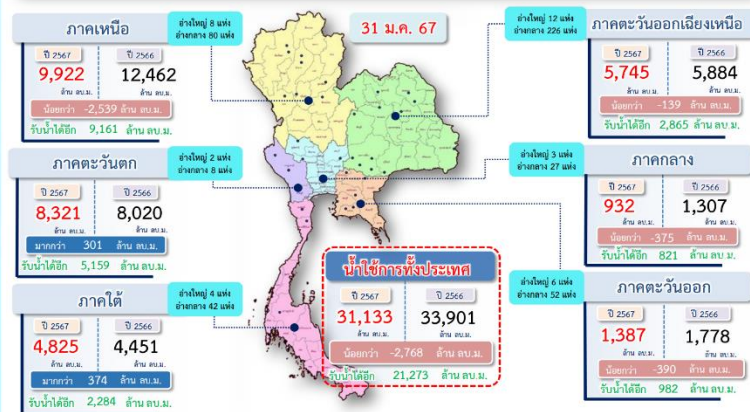 31 ม.ค. 67
ภาคเหนือ
ปี 2567 ปี 2566
9,922 12,462
ล้าน ลบ.ม. ล้าน ลบ.ม.
น้อยกว่า -2,539 ล้าน ลบ.ม.
รับน้ำได้อีก 9,161 ล้าน ลบ.ม.
อ่างใหญ่ 8 แห่ง
อ่างกลาง 80 แห่ง
อ่างใหญ่ 12 แห่ง
อ่างกลาง 226 แห่ง
ภาคตะวันออกเฉียงเหนือ
ปี 2567 ปี 2566
5,745 5,884
ล้าน ลบ.ม. ล้าน ลบ.ม.
น้อยกว่า -139 ล้าน ลบ.ม.
รับน้ำได้อีก 2,865 ล้าน ลบ.ม.
ภาคตะวันตก
ปี 2567 ปี 2566
8,321 8,020
ล้าน ลบ.ม. ล้าน ลบ.ม.
มากกว่า 301 ล้าน ลบ.ม.
รับน้ำได้อีก 5,159 ล้าน ลบ.ม.
อ่างใหญ่ 2 แห่ง
อ่างกลาง 8 แห่ง
อ่างใหญ่ 3 แห่ง
อ่างกลาง 27 แห่ง
ภาคกลาง
ปี 2567 ปี 2566
932 1,307
ล้าน ลบ.ม. ล้าน ลบ.ม.
น้อยกว่า -375 ล้าน ลบ.ม.
รับน้ำได้อีก 821 ล้าน ลบ.ม.
ภาคใต้
ปี 2567 ปี 2566
4,825 4,451
ล้าน ลบ.ม. ล้าน ลบ.ม.
มากกว่า 374 ล้าน ลบ.ม.
รับน้ำได้อีก 2,284 ล้าน ลบ.ม.
อ่างใหญ่ 4 แห่ง
อ่างกลาง 42 แห่ง
น้ำใช้การทั้งประเทศ
ปี 2567 ปี 2566
31,133 33,901
ล้าน ลบ.ม. ล้าน ลบ.ม.
น้อยกว่า -2,768 ล้าน ลบ.ม.
รับน้ำได้อีก 21,273 ล้าน ลบ.ม.
อ่างใหญ่ 6 แห่ง
อ่างกลาง 52 แห่ง
ภาคตะวันออก
ปี 2567 ปี 2566
1,387 1,778
ล้าน ลบ.ม. ล้าน ลบ.ม.
น้อยกว่า -390 ล้าน ลบ.ม.
รับน้ำได้อีก 982 ล้าน ลบ.ม.